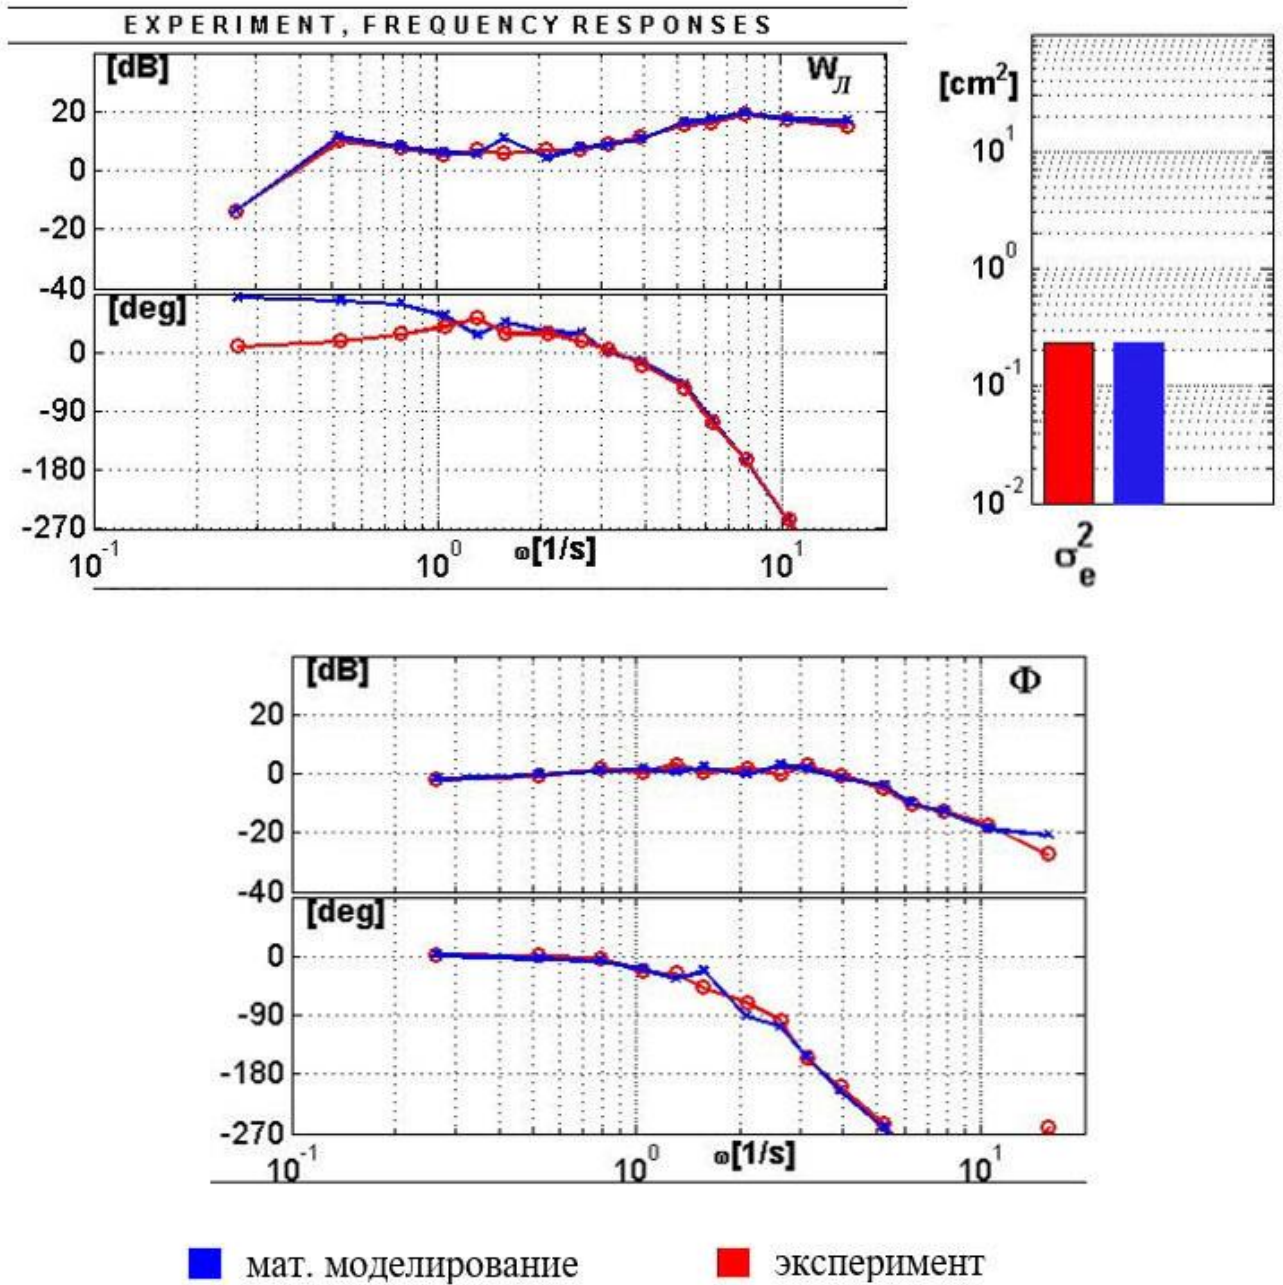 EXPERIMENT, FREQUENCY RESPONSES
[dB]
Wл
20
0
-20
-40
[deg]
0
-90
-180
-270
10⁻¹
10⁰
ω[1/s]
10¹
[cm²]
10¹
10⁰
10⁻¹
10⁻²
σₑ²
[dB]
Φ
20
0
-20
-40
[deg]
0
-90
-180
-270
10⁻¹
10⁰
ω[1/s]
10¹
мат. моделирование
эксперимент